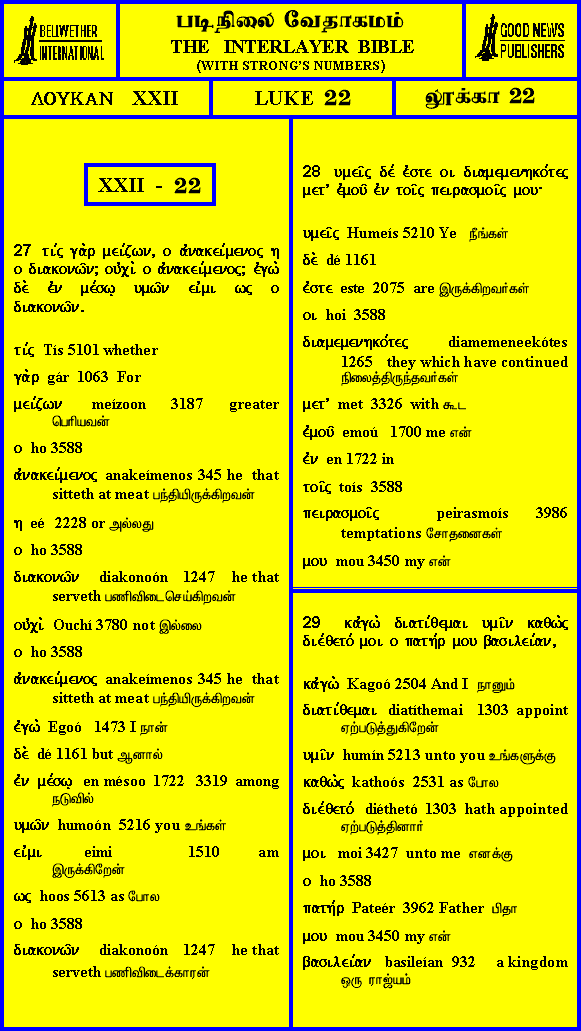 BELLWETHER
INTERNATIONAL
படிநிலை வேதாகமம்
THE INTERLAYER BIBLE
(WITH STRONG'S NUMBERS)
GOOD NEWS
PUBLISHERS
ΛΟΥΚΑΝ XXII
LUKE 22
லூக்கா 22
XXII - 22
27 τίς γὰρ μείζων, ο ἀνακείμενος η
ο διακονῶν; οὐχὶ ο ἀνακείμενος; ἐγὼ
δὲ ἐν μέσῳ υμῶν εἰμι ως ο
διακονῶν.
τίς Tís 5101 whether
γὰρ gár 1063 For
μείζων meízoon 3187 greater
பெரியவன்
ο ho 3588
ἀνακείμενος anakeímenos 345 he that
sitteth at meat பந்தியிருக்கிறவன்
η eé 2228 or அல்லது
ο ho 3588
διακονῶν diakonoón 1247 he that
serveth பணிவிடைசெய்கிறவன்
οὐχὶ Ouchí 3780 not இல்லை
ο ho 3588
ἀνακείμενος anakeímenos 345 he that
sitteth at meat பந்தியிருக்கிறவன்
ἐγὼ Egoó 1473 I நான்
δὲ dé 1161 but ஆனால்
ἐν μέσῳ en mésoo 1722 3319 among
நடுவில்
υμῶν humoón 5216 you உங்கள்
εἰμι eimi 1510 am
இருக்கிறேன்
ως hoos 5613 as போல
ο ho 3588
διακονῶν diakonoón 1247 he that
serveth பணிவிடைக்காரன்
28 υμεῖς δέ ἐστε οι διαμεμενηκότες
μετ' ἐμοῦ ἐν τοῖς πειρασμοῖς μου·
υμεῖς Humeís 5210 Ye நீங்கள்
δὲ dé 1161
ἐστε este 2075 are இருக்கிறவர்கள்
οι hoi 3588
διαμεμενηκότες diamemeneekótes
1265 they which have continued
நிலைத்திருந்தவர்கள்
μετ' met 3326 with கூட
ἐμοῦ emoú 1700 me என்
ἐν en 1722 in
τοῖς toís 3588
πειρασμοῖς peirasmoís 3986
temptations சோதனைகள்
μου mou 3450 my என்
29 κἀγὼ διατίθεμαι υμῖν καθὼς
διέθετό μοι ο πατήρ μου βασιλείαν,
κἀγὼ Kagoó 2504 And I நானும்
διατίθεμαι diatíthemai 1303 appoint
ஏற்படுத்துகிறேன்
υμῖν humín 5213 unto you உங்களுக்கு
καθὼς kathoós 2531 as போல
διέθετό diéthetó 1303 hath appointed
ஏற்படுத்தினார்
μοι moi 3427 unto me எனக்கு
ο ho 3588
πατήρ Pateér 3962 Father பிதா
μου mou 3450 my என்
βασιλείαν basileían 932 a kingdom
ஒரு ராஜ்யம்